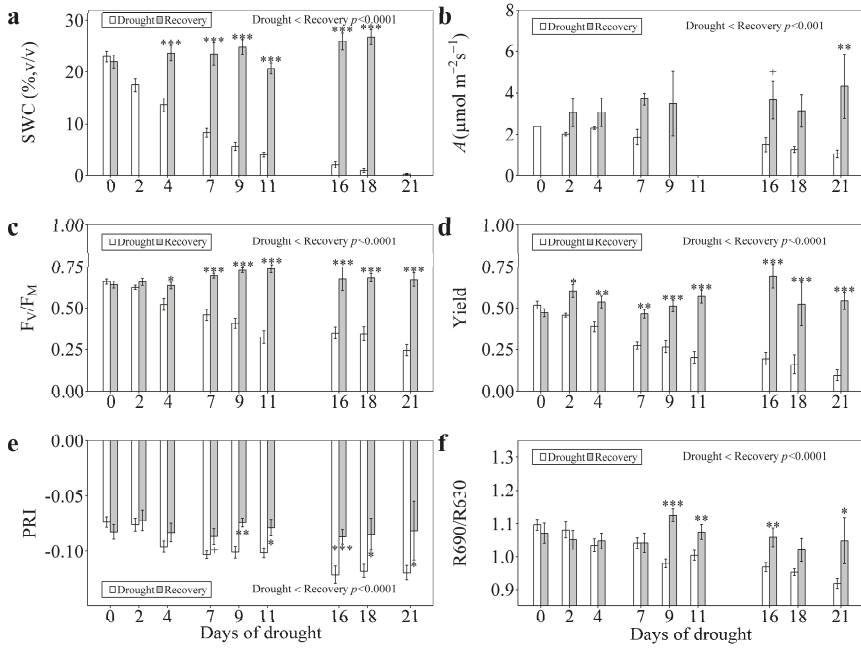 a
Drought Recovery
Drought < Recovery p<0.0001
SWC (%,v/v)
30
20
10
0
*** *** *** *** *** ***
0 2 4 7 9 11 16 18 21
b
Drought Recovery
Drought < Recovery p<0.001
A (μmol m−2s−1)
8
6
4
2
0
+ **
0 2 4 7 9 11 16 18 21
c
Drought Recovery
Drought < Recovery p<0.0001
FV/FM
1.00
0.75
0.50
0.25
0.00
* *** *** *** *** *** ***
0 2 4 7 9 11 16 18 21
d
Drought Recovery
Drought < Recovery p<0.0001
Yield
1.00
0.75
0.50
0.25
0.00
* ** ** *** *** *** *** ***
0 2 4 7 9 11 16 18 21
e
PRI
-0.00
-0.05
-0.10
+ ** * *** * *
Drought Recovery
Drought < Recovery p<0.0001
0 2 4 7 9 11 16 18 21
Days of drought
f
Drought Recovery
Drought < Recovery p<0.0001
R690/R630
1.3
1.2
1.1
1.0
0.9
*** ** ** *
0 2 4 7 9 11 16 18 21
Days of drought